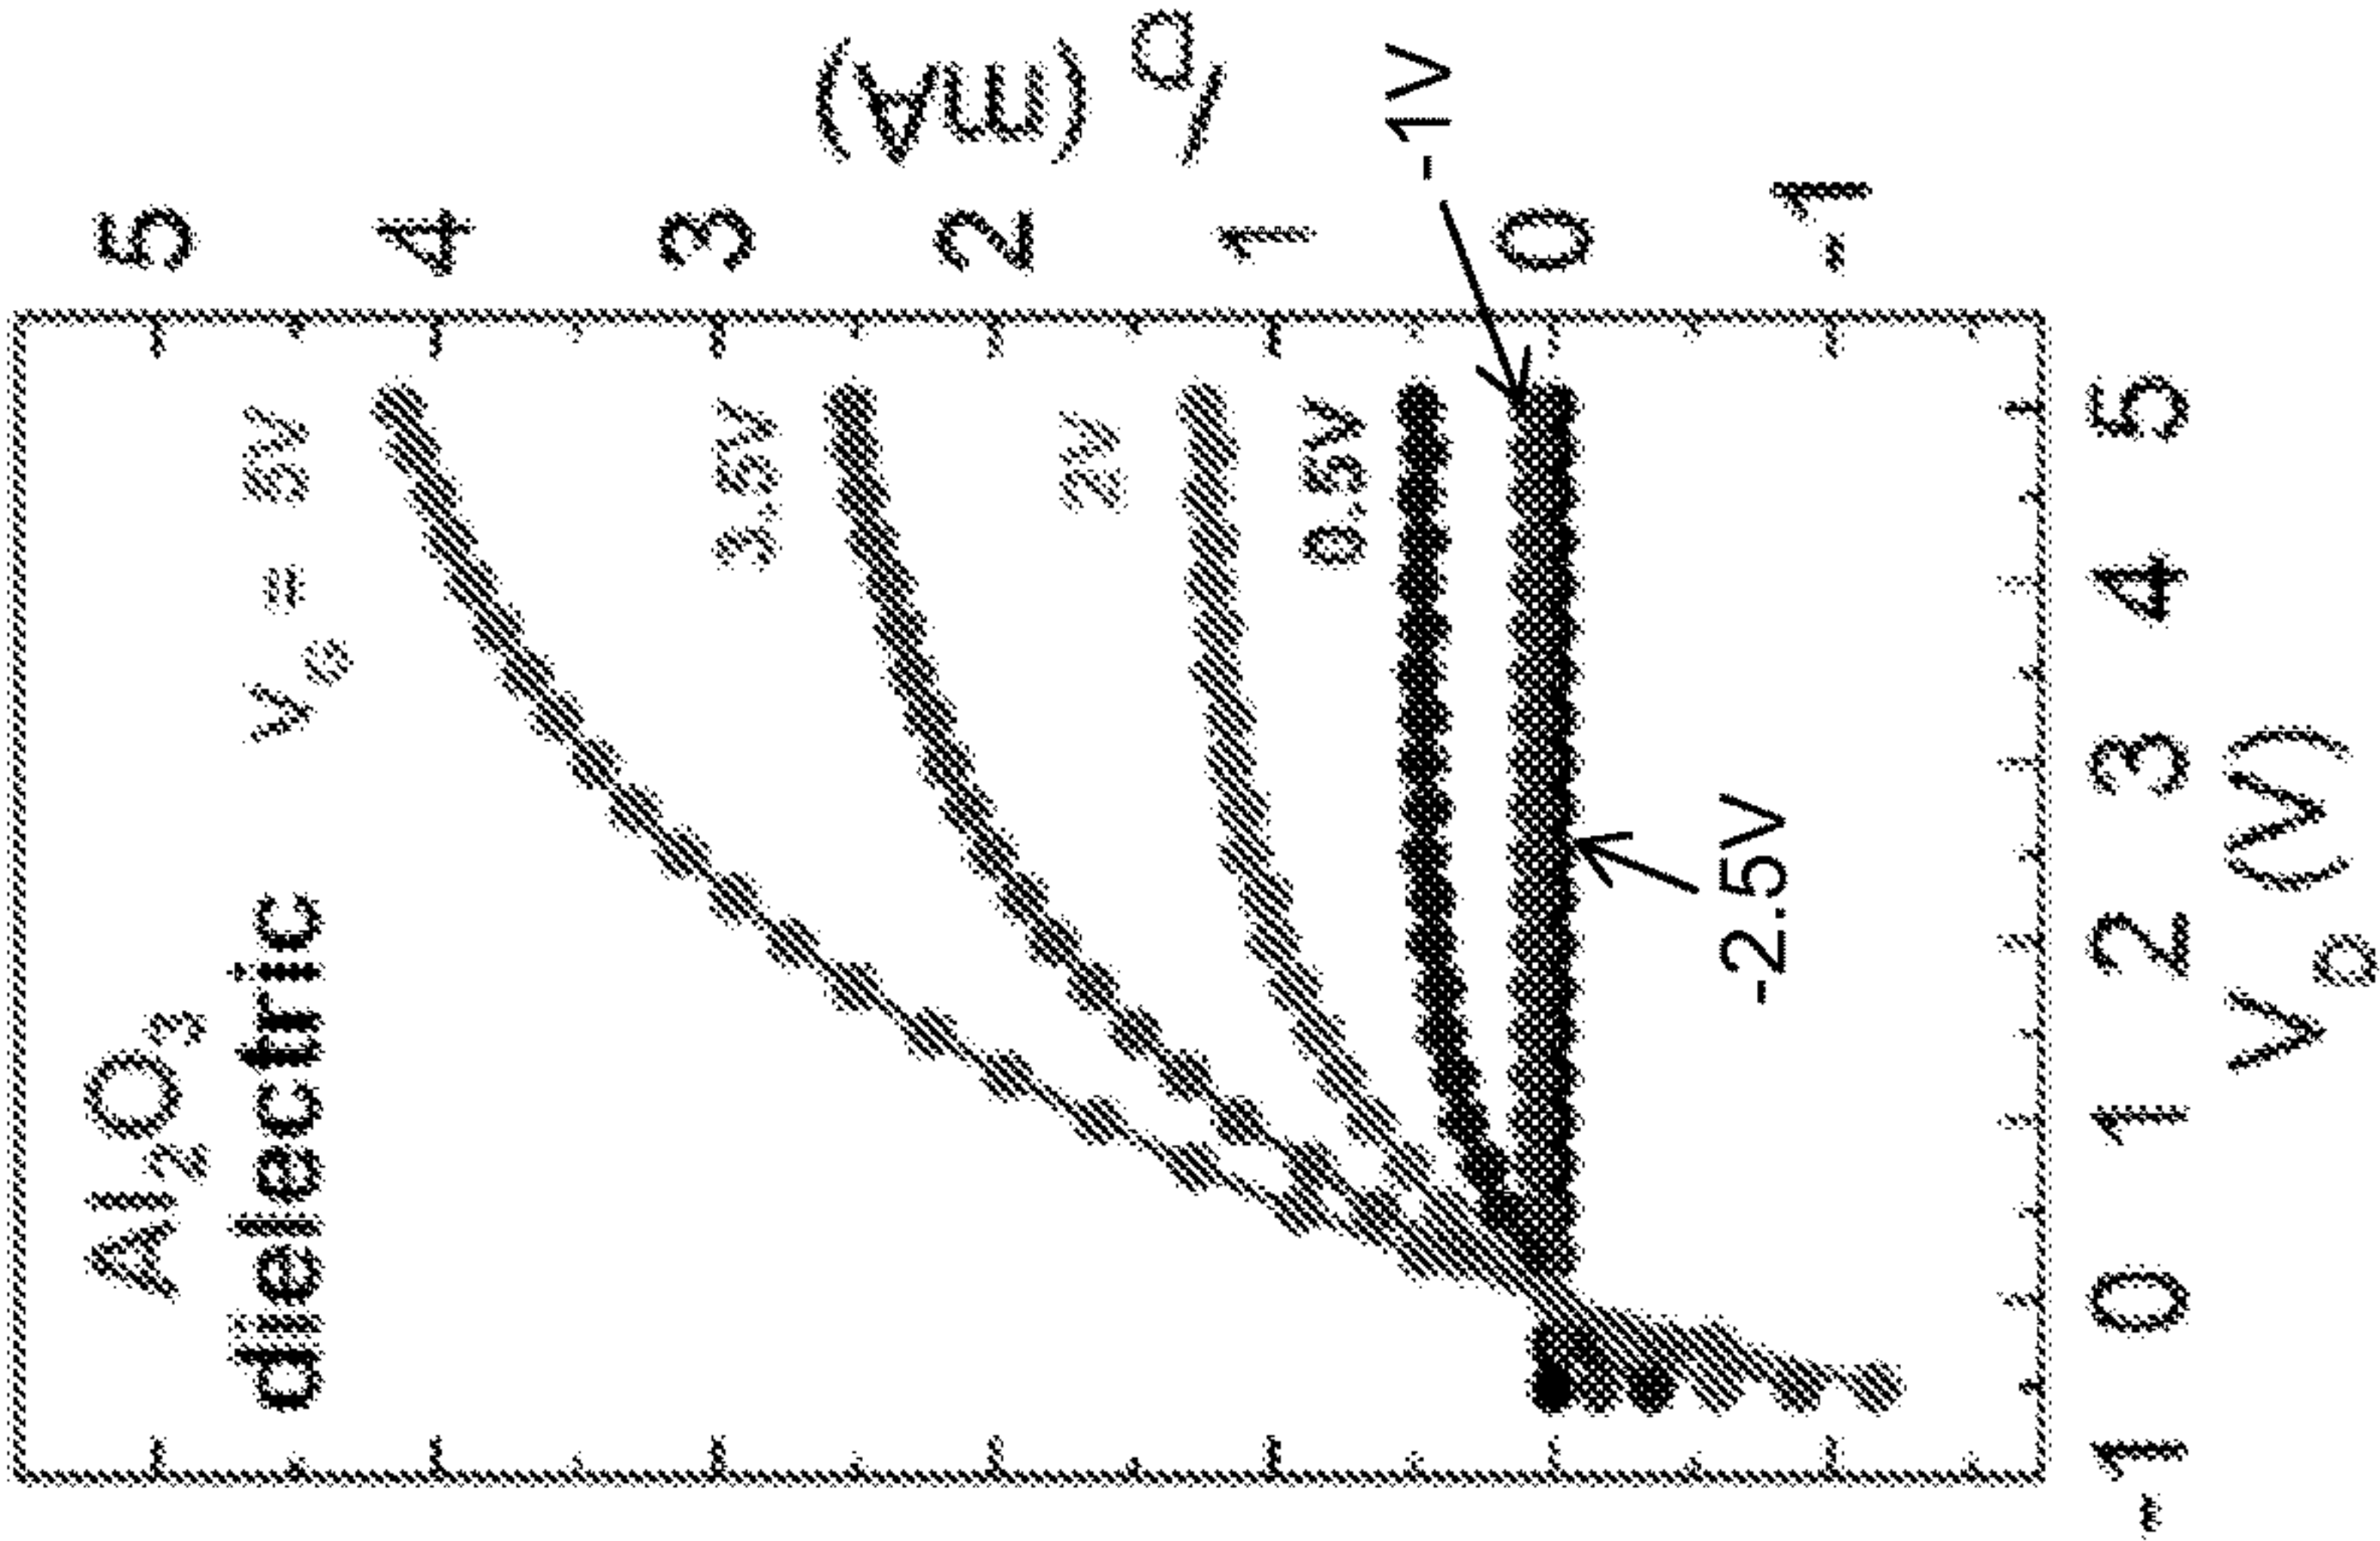 Al2O3
dielectric
VG = 5V
3.5V
2V
0.5V
-1V
-2.5V
5
4
3
2
1
0
-1
ID (mA)
-1 0 1 2 3 4 5
VD (V)